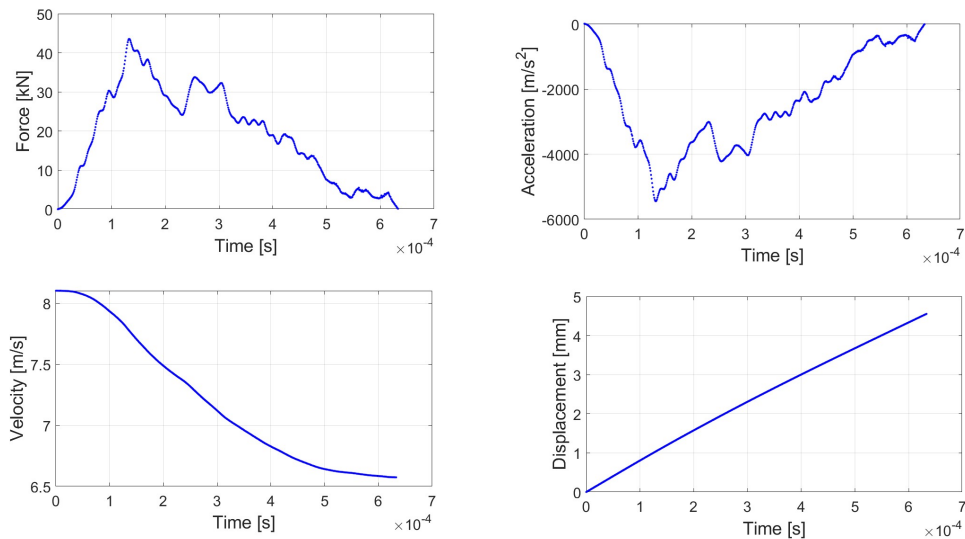 50
40
30
20
10
0
Force [kN]
0 1 2 3 4 5 6 7
Time [s]
×10-4
0
-2000
-4000
-6000
Acceleration [m/s2]
0 1 2 3 4 5 6 7
Time [s]
×10-4
8
7.5
7
6.5
Velocity [m/s]
0 1 2 3 4 5 6 7
Time [s]
×10-4
5
4
3
2
1
0
Displacement [mm]
0 1 2 3 4 5 6 7
Time [s]
×10-4